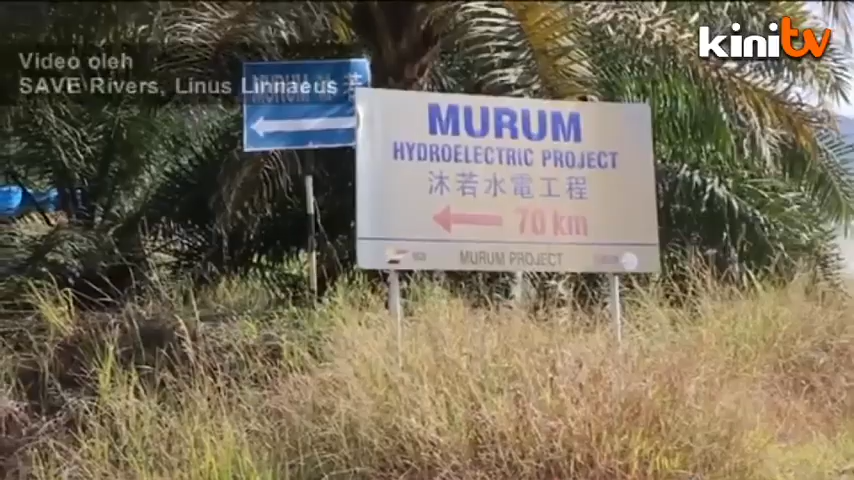 Video oleh
SAVE Rivers, Linus Linnaeus
kinitv
MURUM
MURUM
HYDROELECTRIC PROJECT
沐若水電工程
70 km
MURUM PROJECT